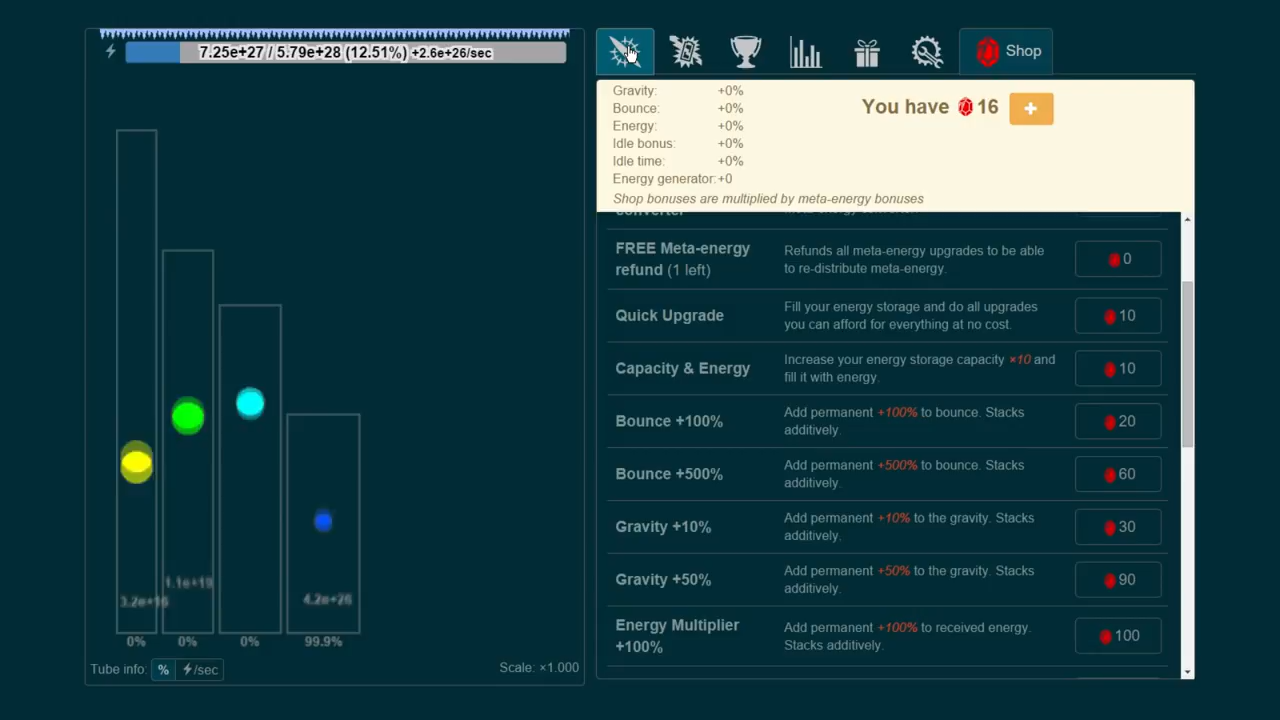 7.25e+27 / 5.79e+28 (12.51%) +2.6e+26/sec
3.2e+16
1.1e+19
4.2e+26
0%
0%
0%
99.9%
Tube info: % /sec
Scale: ×1.000
Shop
Gravity: +0%
Bounce: +0%
Energy: +0%
Idle bonus: +0%
Idle time: +0%
Energy generator: +0
Shop bonuses are multiplied by meta-energy bonuses
You have 16 +
converter
FREE Meta-energy
refund (1 left)
Refunds all meta-energy upgrades to be able
to re-distribute meta-energy.
0
Quick Upgrade
Fill your energy storage and do all upgrades
you can afford for everything at no cost.
10
Capacity & Energy
Increase your energy storage capacity ×10 and
fill it with energy.
10
Bounce +100%
Add permanent +100% to bounce. Stacks
additively.
20
Bounce +500%
Add permanent +500% to bounce. Stacks
additively.
60
Gravity +10%
Add permanent +10% to the gravity. Stacks
additively.
30
Gravity +50%
Add permanent +50% to the gravity. Stacks
additively.
90
Energy Multiplier
+100%
Add permanent +100% to received energy.
Stacks additively.
100